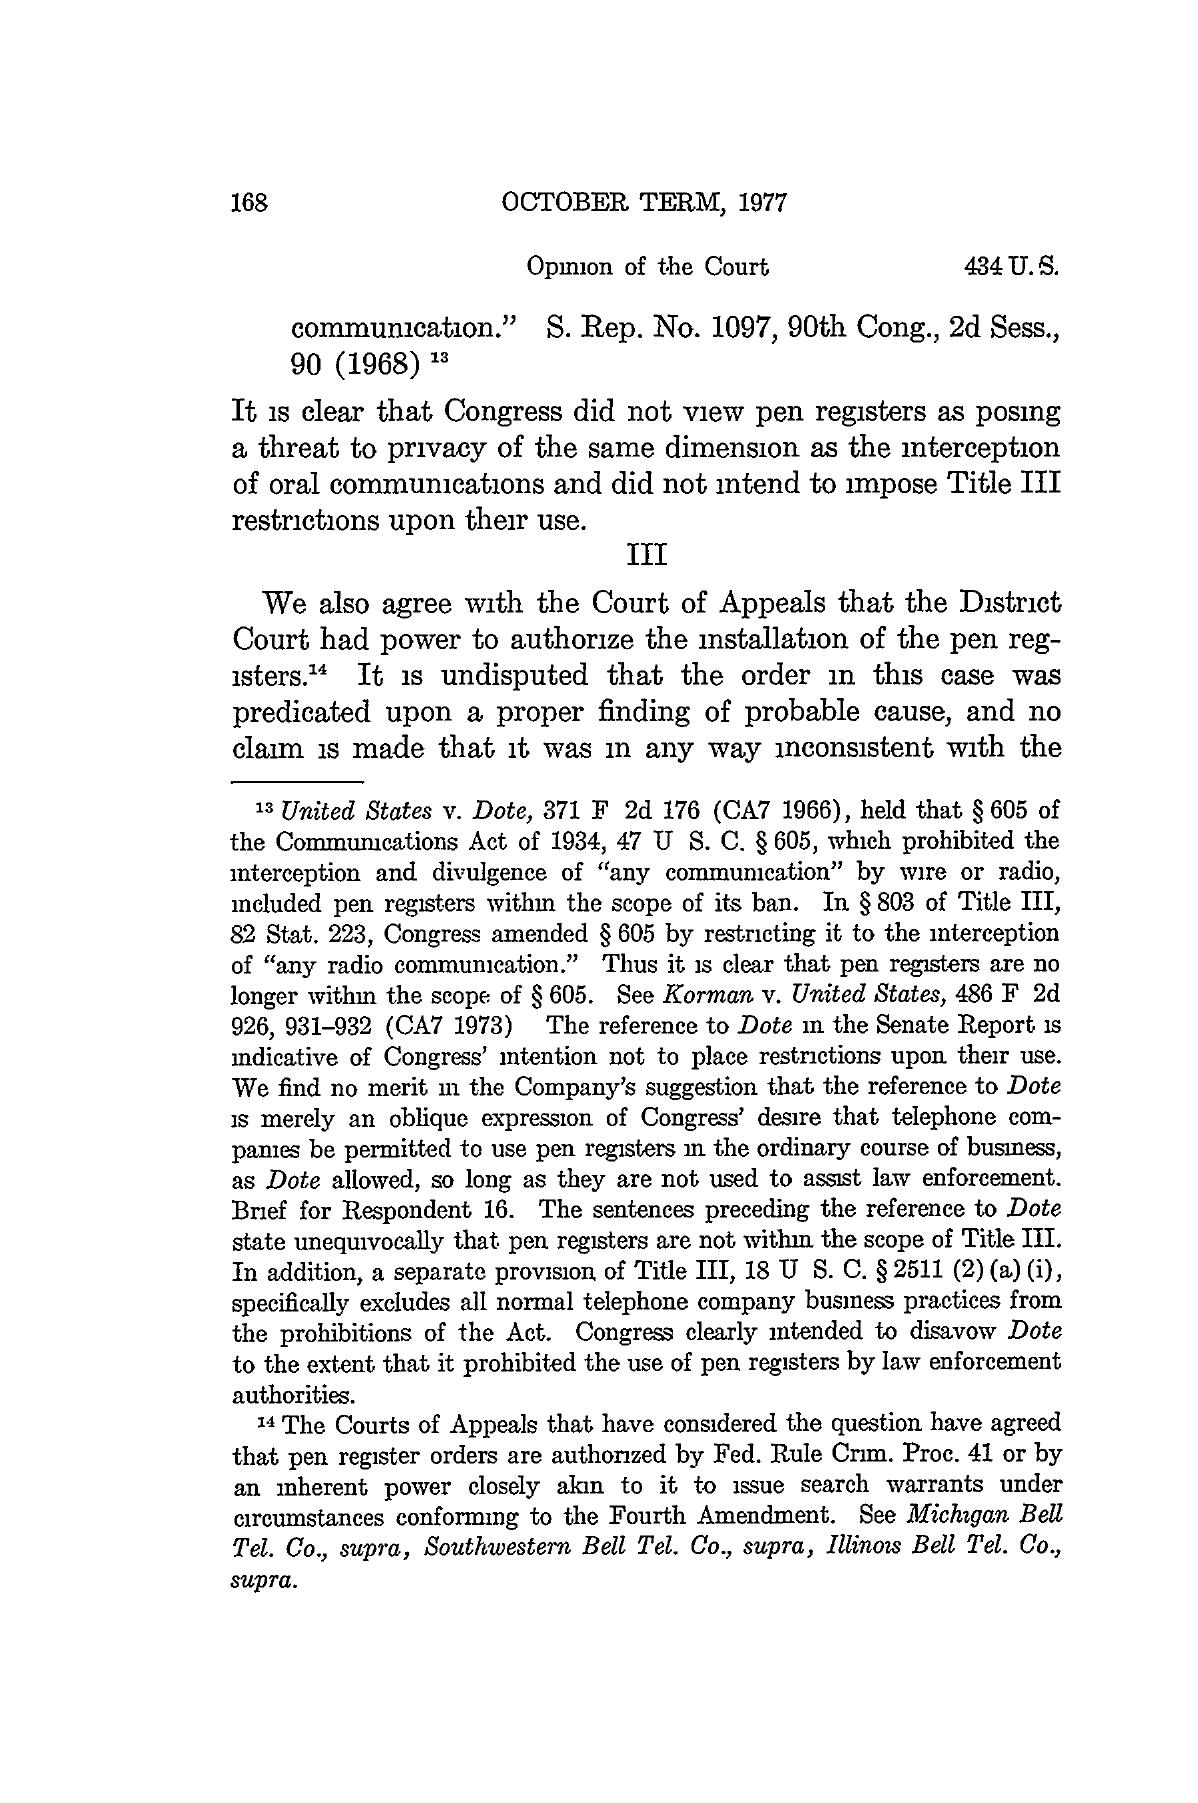 168 OCTOBER TERM, 1977
Opinion of the Court 434 U. S.
communication." S. Rep. No. 1097, 90th Cong., 2d Sess.,
90 (1968) 13
It is clear that Congress did not view pen registers as posing
a threat to privacy of the same dimension as the interception
of oral communications and did not intend to impose Title III
restrictions upon their use.
III
We also agree with the Court of Appeals that the District
Court had power to authorize the installation of the pen reg-
isters.14 It is undisputed that the order in this case was
predicated upon a proper finding of probable cause, and no
claim is made that it was in any way inconsistent with the
13 United States v. Dote, 371 F 2d 176 (CA7 1966), held that § 605 of
the Communications Act of 1934, 47 U S. C. § 605, which prohibited the
interception and divulgence of "any communication" by wire or radio,
included pen registers within the scope of its ban. In § 803 of Title III,
82 Stat. 223, Congress amended § 605 by restricting it to the interception
of "any radio communication." Thus it is clear that pen registers are no
longer within the scope of § 605. See Korman v. United States, 486 F 2d
926, 931–932 (CA7 1973) The reference to Dote in the Senate Report is
indicative of Congress' intention not to place restrictions upon their use.
We find no merit in the Company's suggestion that the reference to Dote
is merely an oblique expression of Congress' desire that telephone com-
panies be permitted to use pen registers in the ordinary course of business,
as Dote allowed, so long as they are not used to assist law enforcement.
Brief for Respondent 16. The sentences preceding the reference to Dote
state unequivocally that pen registers are not within the scope of Title III.
In addition, a separate provision of Title III, 18 U S. C. § 2511 (2) (a) (i),
specifically excludes all normal telephone company business practices from
the prohibitions of the Act. Congress clearly intended to disavow Dote
to the extent that it prohibited the use of pen registers by law enforcement
authorities.
14 The Courts of Appeals that have considered the question have agreed
that pen register orders are authorized by Fed. Rule Crim. Proc. 41 or by
an inherent power closely akin to it to issue search warrants under
circumstances conforming to the Fourth Amendment. See Michigan Bell
Tel. Co., supra, Southwestern Bell Tel. Co., supra, Illinois Bell Tel. Co.,
supra.